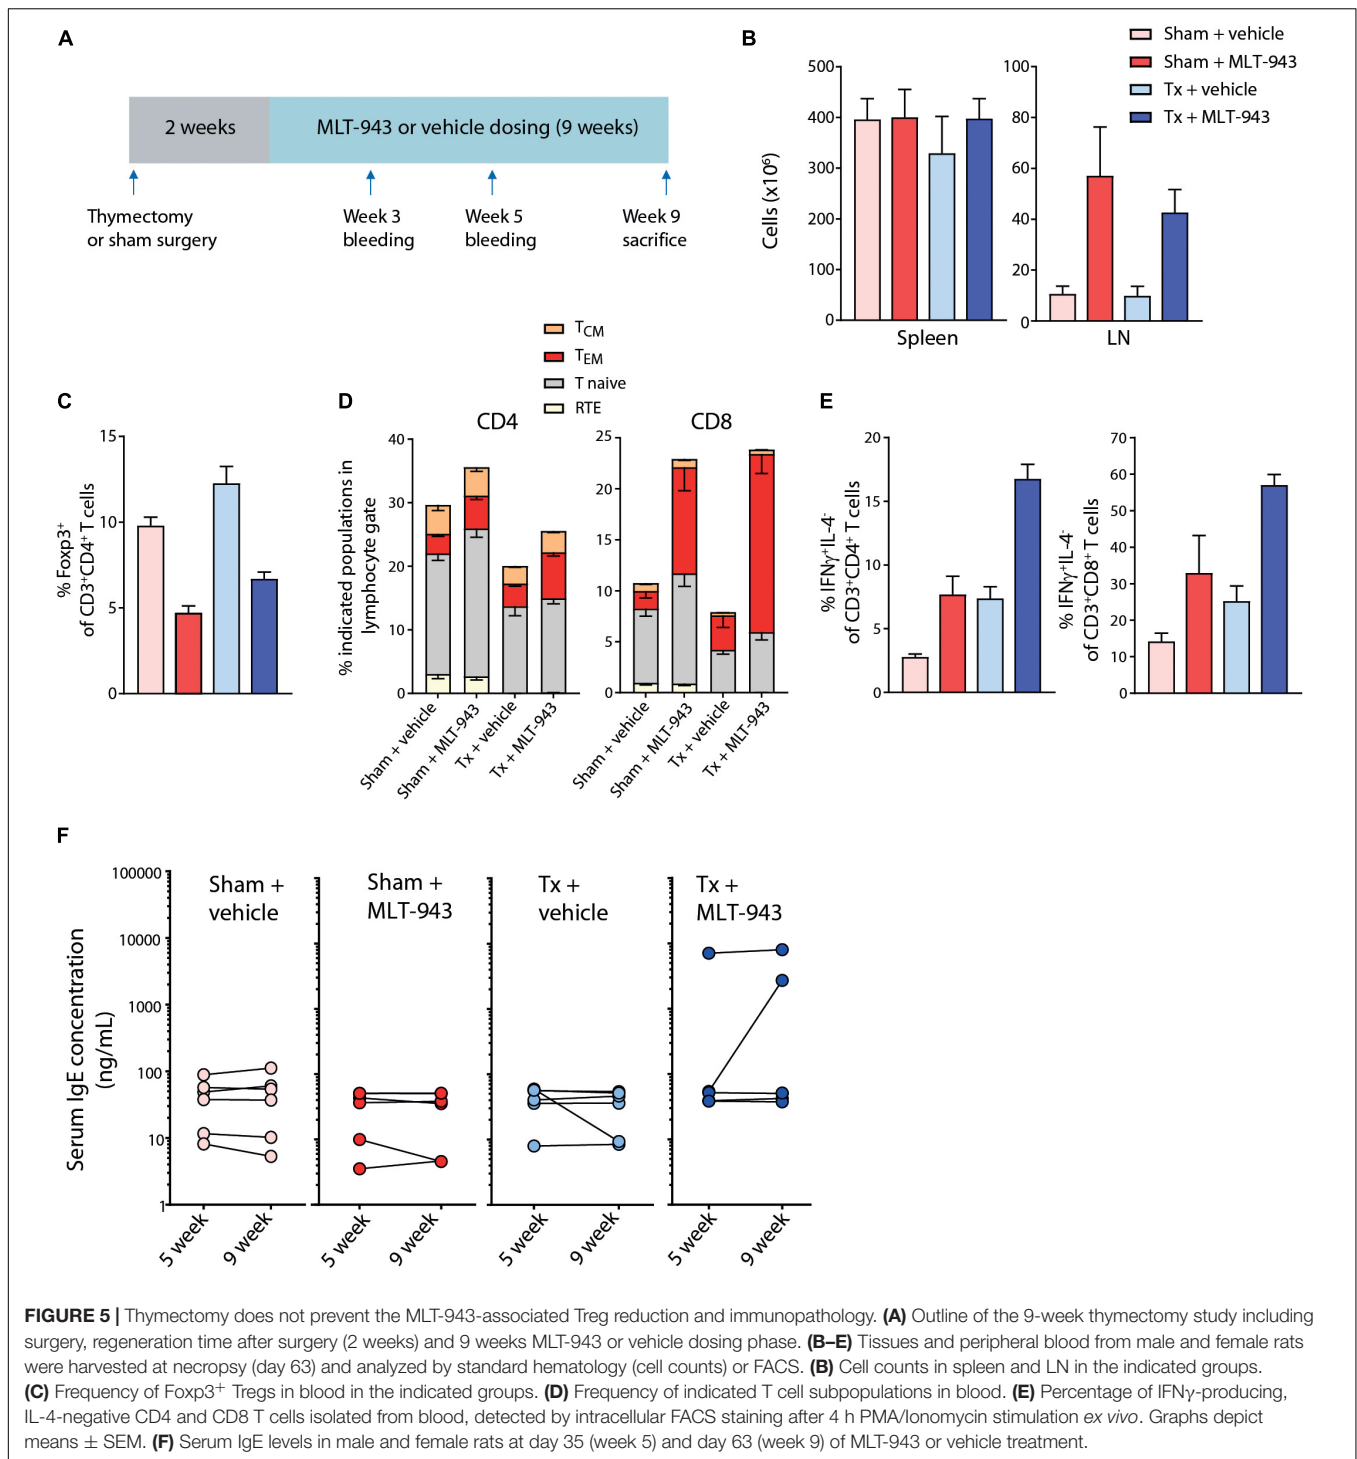 A
2 weeks
MLT-943 or vehicle dosing (9 weeks)
Thymectomy
or sham surgery
Week 3
bleeding
Week 5
bleeding
Week 9
sacrifice
B
Sham + vehicle
Sham + MLT-943
Tx + vehicle
Tx + MLT-943
Cells (x10⁶)
500
400
300
200
100
0
Spleen
100
80
60
40
20
0
LN
C
% Foxp3⁺
of CD3⁺CD4⁺ T cells
15
10
5
0
D
T_CM
T_EM
T naive
RTE
CD4
% indicated populations in
lymphocyte gate
40
30
20
10
0
Sham + vehicle
Sham + MLT-943
Tx + vehicle
Tx + MLT-943
CD8
25
20
15
10
5
0
Sham + vehicle
Sham + MLT-943
Tx + vehicle
Tx + MLT-943
E
% IFNγ⁺IL-4⁻
of CD3⁺CD4⁺ T cells
20
15
10
5
0
% IFNγ⁺IL-4⁻
of CD3⁺CD8⁺ T cells
70
60
50
40
30
20
10
0
F
Serum IgE concentration
(ng/mL)
100000
10000
1000
100
10
1
Sham +
vehicle
5 week
9 week
Sham +
MLT-943
5 week
9 week
Tx +
vehicle
5 week
9 week
Tx +
MLT-943
5 week
9 week
FIGURE 5 | Thymectomy does not prevent the MLT-943-associated Treg reduction and immunopathology. (A) Outline of the 9-week thymectomy study including
surgery, regeneration time after surgery (2 weeks) and 9 weeks MLT-943 or vehicle dosing phase. (B–E) Tissues and peripheral blood from male and female rats
were harvested at necropsy (day 63) and analyzed by standard hematology (cell counts) or FACS. (B) Cell counts in spleen and LN in the indicated groups.
(C) Frequency of Foxp3⁺ Tregs in blood in the indicated groups. (D) Frequency of indicated T cell subpopulations in blood. (E) Percentage of IFNγ-producing,
IL-4-negative CD4 and CD8 T cells isolated from blood, detected by intracellular FACS staining after 4 h PMA/Ionomycin stimulation ex vivo. Graphs depict
means ± SEM. (F) Serum IgE levels in male and female rats at day 35 (week 5) and day 63 (week 9) of MLT-943 or vehicle treatment.